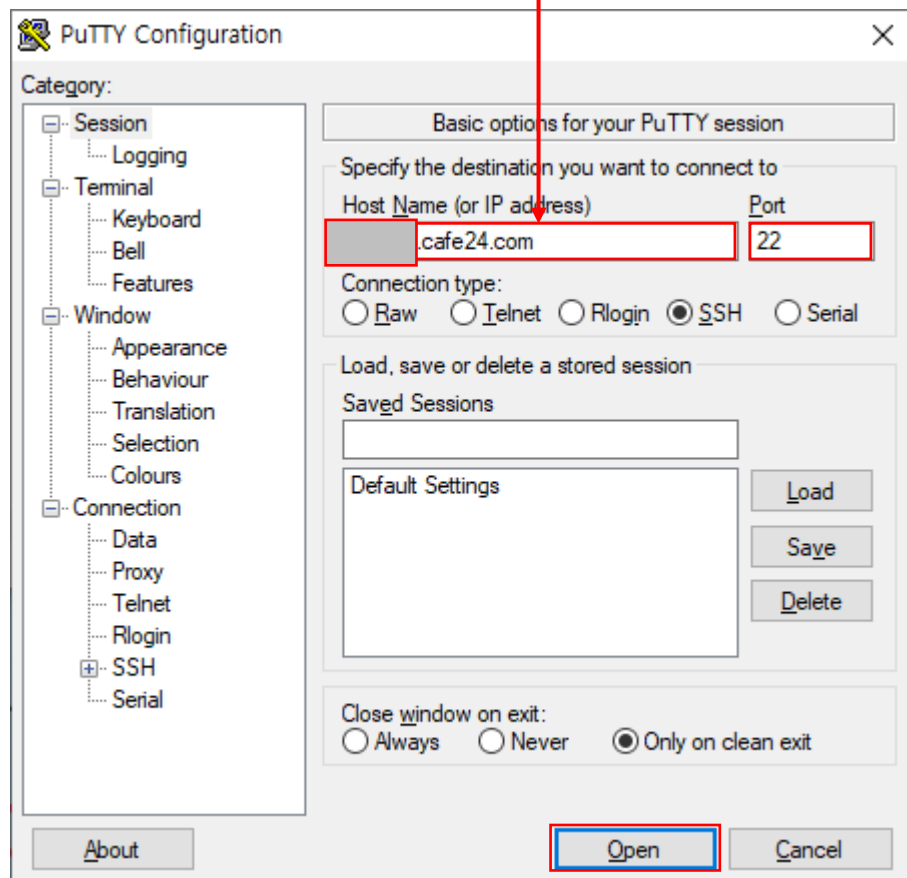 PuTTY Configuration
Category:
Session
Logging
Terminal
Keyboard
Bell
Features
Window
Appearance
Behaviour
Translation
Selection
Colours
Connection
Data
Proxy
Telnet
Rlogin
SSH
Serial
Basic options for your PuTTY session
Specify the destination you want to connect to
Host Name (or IP address) Port
.cafe24.com 22
Connection type:
Raw Telnet Rlogin SSH Serial
Load, save or delete a stored session
Saved Sessions
Default Settings
Load
Save
Delete
Close window on exit:
Always Never Only on clean exit
About Open Cancel